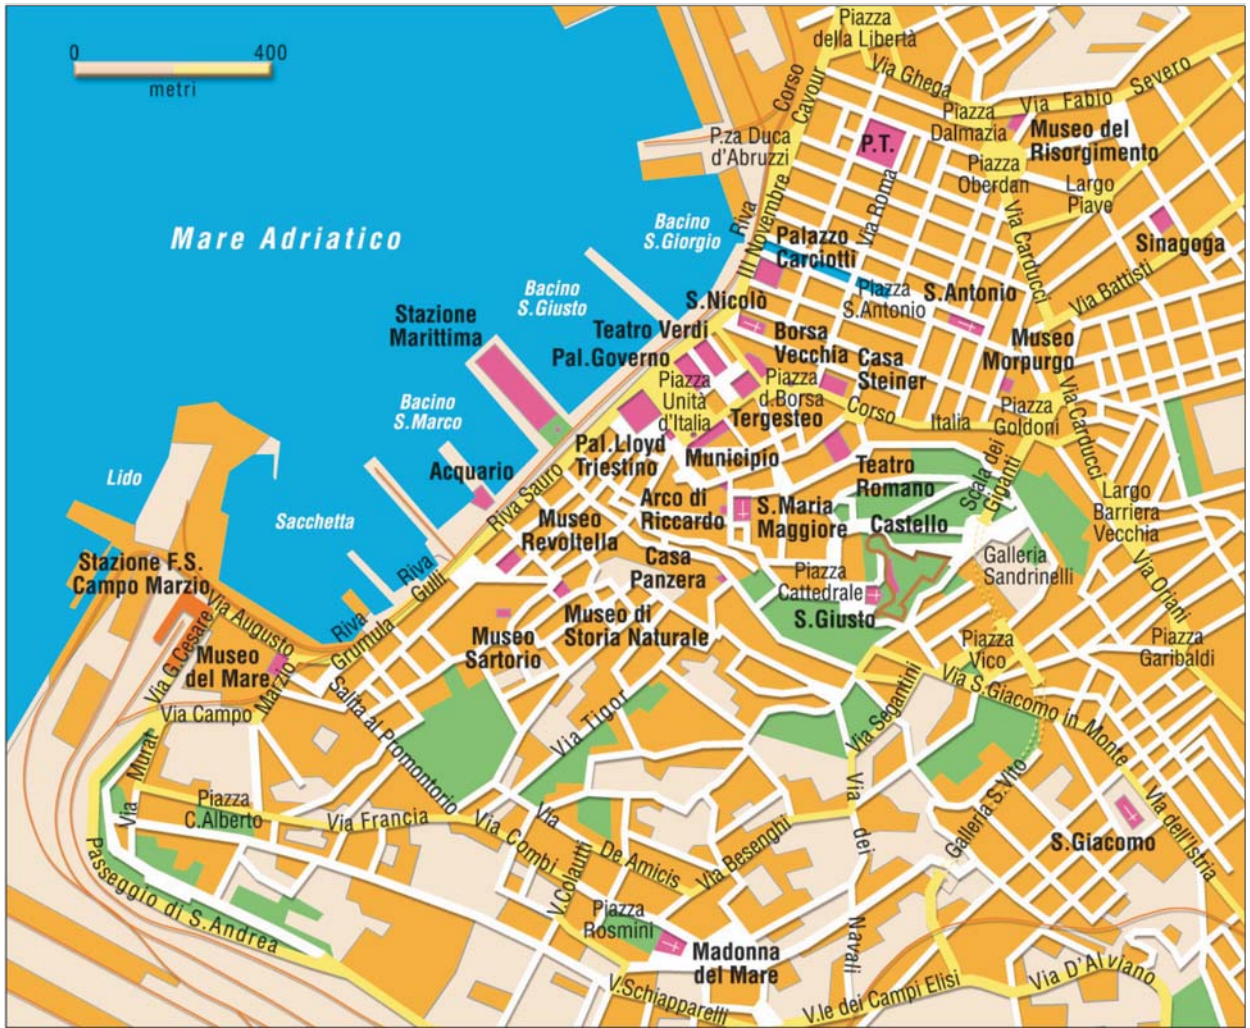 0 400
metri
Piazza
della Libertà
Via Ghega
Via Fabio Severo
Corso
Cavour
Piazza
Dalmazia
Museo del
Risorgimento
P.za Duca
d'Abruzzi
P.T.
Piazza
Oberdan
Largo
Piave
Via Roma
Via Carducci
Sinagoga
Via Battisti
Mare Adriatico
Bacino
S.Giorgio
Riva
III Novembre
Palazzo
Carciotti
Piazza
S.Antonio
S.Antonio
Bacino
S.Giusto
S.Nicolò
Stazione
Marittima
Teatro Verdi
Pal.Governo
Borsa
Vecchia
Casa
Steiner
Museo
Morpurgo
Piazza
Unità
d'Italia
Piazza
d.Borsa
Tergesteo
Corso Italia
Piazza
Goldoni
Via Carducci
Bacino
S.Marco
Pal.Lloyd
Triestino
Municipio
Teatro
Romano
Scala dei
Giganti
Lido
Acquario
Riva Sauro
Arco di
Riccardo
S.Maria
Maggiore
Castello
Largo
Barriera
Vecchia
Sacchetta
Museo
Revoltella
Casa
Panzera
Galleria
Sandrinelli
Via Oriani
Stazione F.S.
Campo Marzio
Riva
Gulli
Piazza
Cattedrale
S.Giusto
Via Augusto
Riva
Grumula
Museo di
Storia Naturale
Museo
Sartorio
Piazza
Vico
Piazza
Garibaldi
Via G.Cesare
Museo
del Mare
Marzio
Via Campo
Salita al Promontorio
Via Tigor
Via Segantini
Via S.Giacomo in Monte
Via Murat
Piazza
C.Alberto
Via Francia
Via Combi
Via De Amicis
Via Besenghi
Via dei Navali
Galleria S.Vito
S.Giacomo
Via dell'Istria
Passeggio di S.Andrea
V.Colautti
Piazza
Rosmini
Madonna
del Mare
V.Schiapparelli
V.le dei Campi Elisi
Via D'Alviano